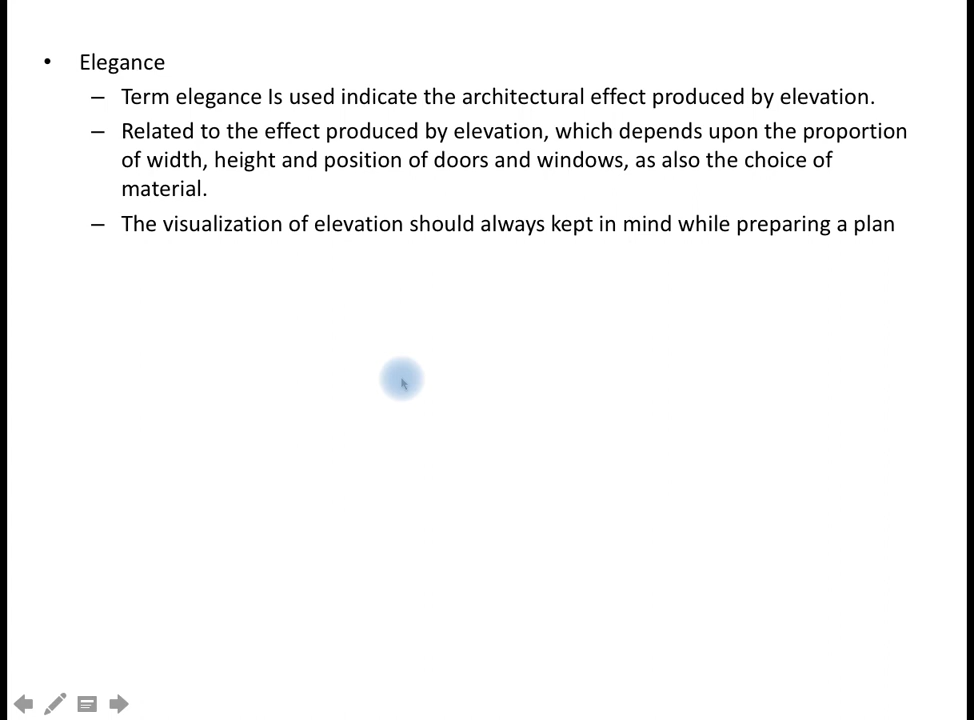 • Elegance
– Term elegance Is used indicate the architectural effect produced by elevation.
– Related to the effect produced by elevation, which depends upon the proportion
of width, height and position of doors and windows, as also the choice of
material.
– The visualization of elevation should always kept in mind while preparing a plan